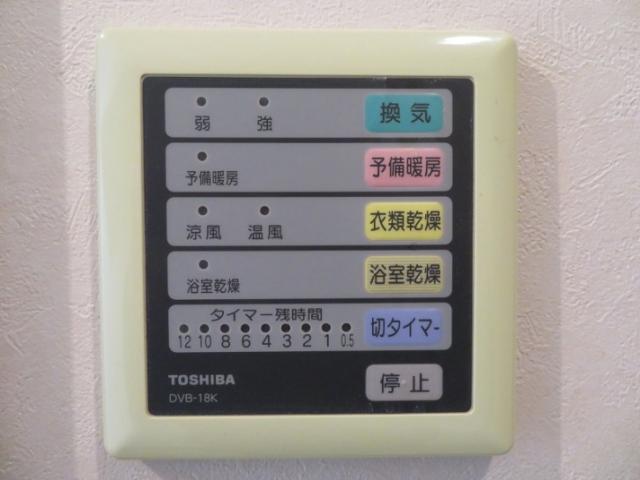 弱 強 換気
予備暖房 予備暖房
涼風 温風 衣類乾燥
浴室乾燥 浴室乾燥
タイマー残時間 切タイマー
12 10 8 6 4 3 2 1 0.5
TOSHIBA 停止
DVB-18K